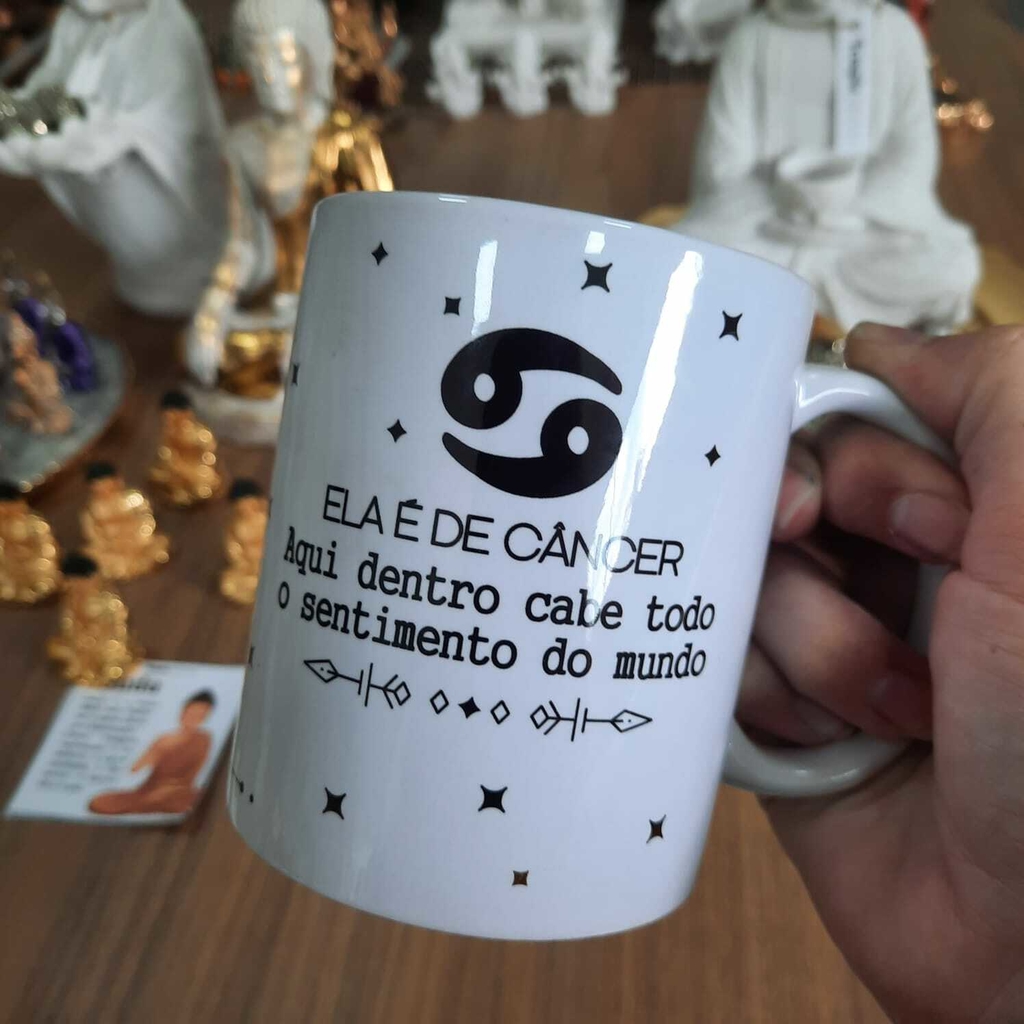 ELA É DE CÂNCER
Aqui dentro cabe todo
o sentimento do mundo